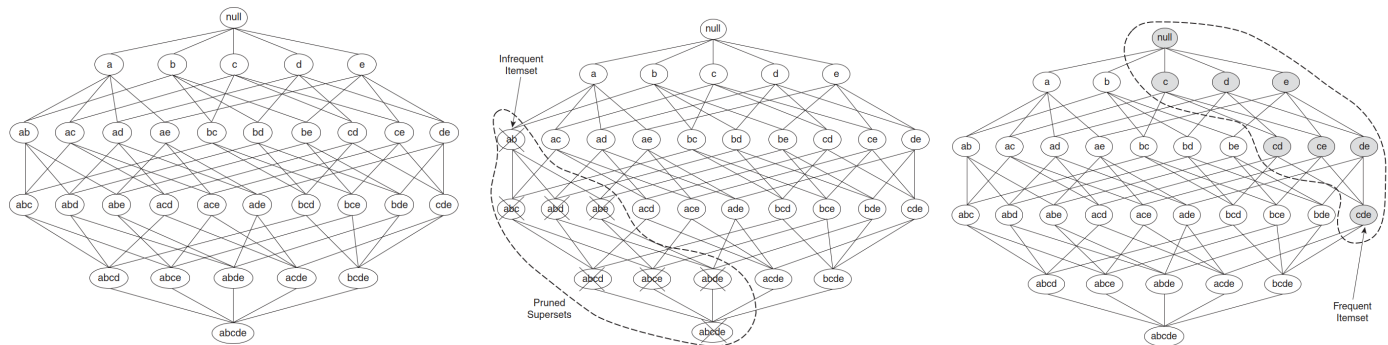 null
a b c d e
ab ac ad ae bc bd be cd ce de
abc abd abe acd ace ade bcd bce bde cde
abcd abce abde acde bcde
abcde
null
Infrequent
Itemset
a b c d e
ab ac ad ae bc bd be cd ce de
abc abd abe acd ace ade bcd bce bde cde
abcd abce abde acde bcde
Pruned
Supersets
abcde
null
a b c d e
ab ac ad ae bc bd be cd ce de
abc abd abe acd ace ade bcd bce bde cde
abcd abce abde acde bcde
Frequent
Itemset
abcde